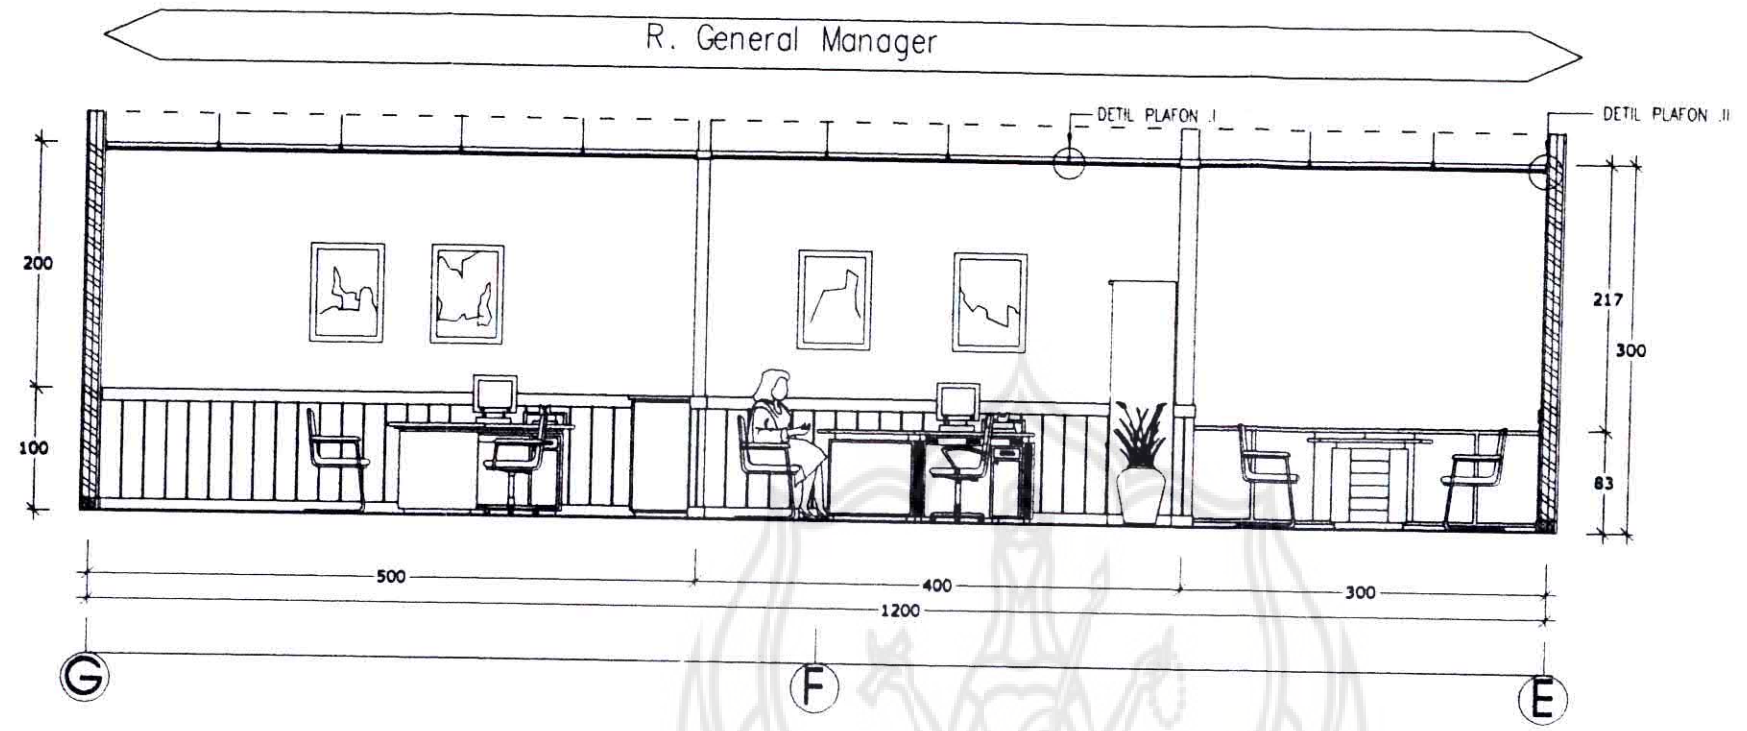 R. General Manager
DETIL PLAFON .I
DETIL PLAFON .II
200
100
217
300
83
500
400
300
1200
G
F
E